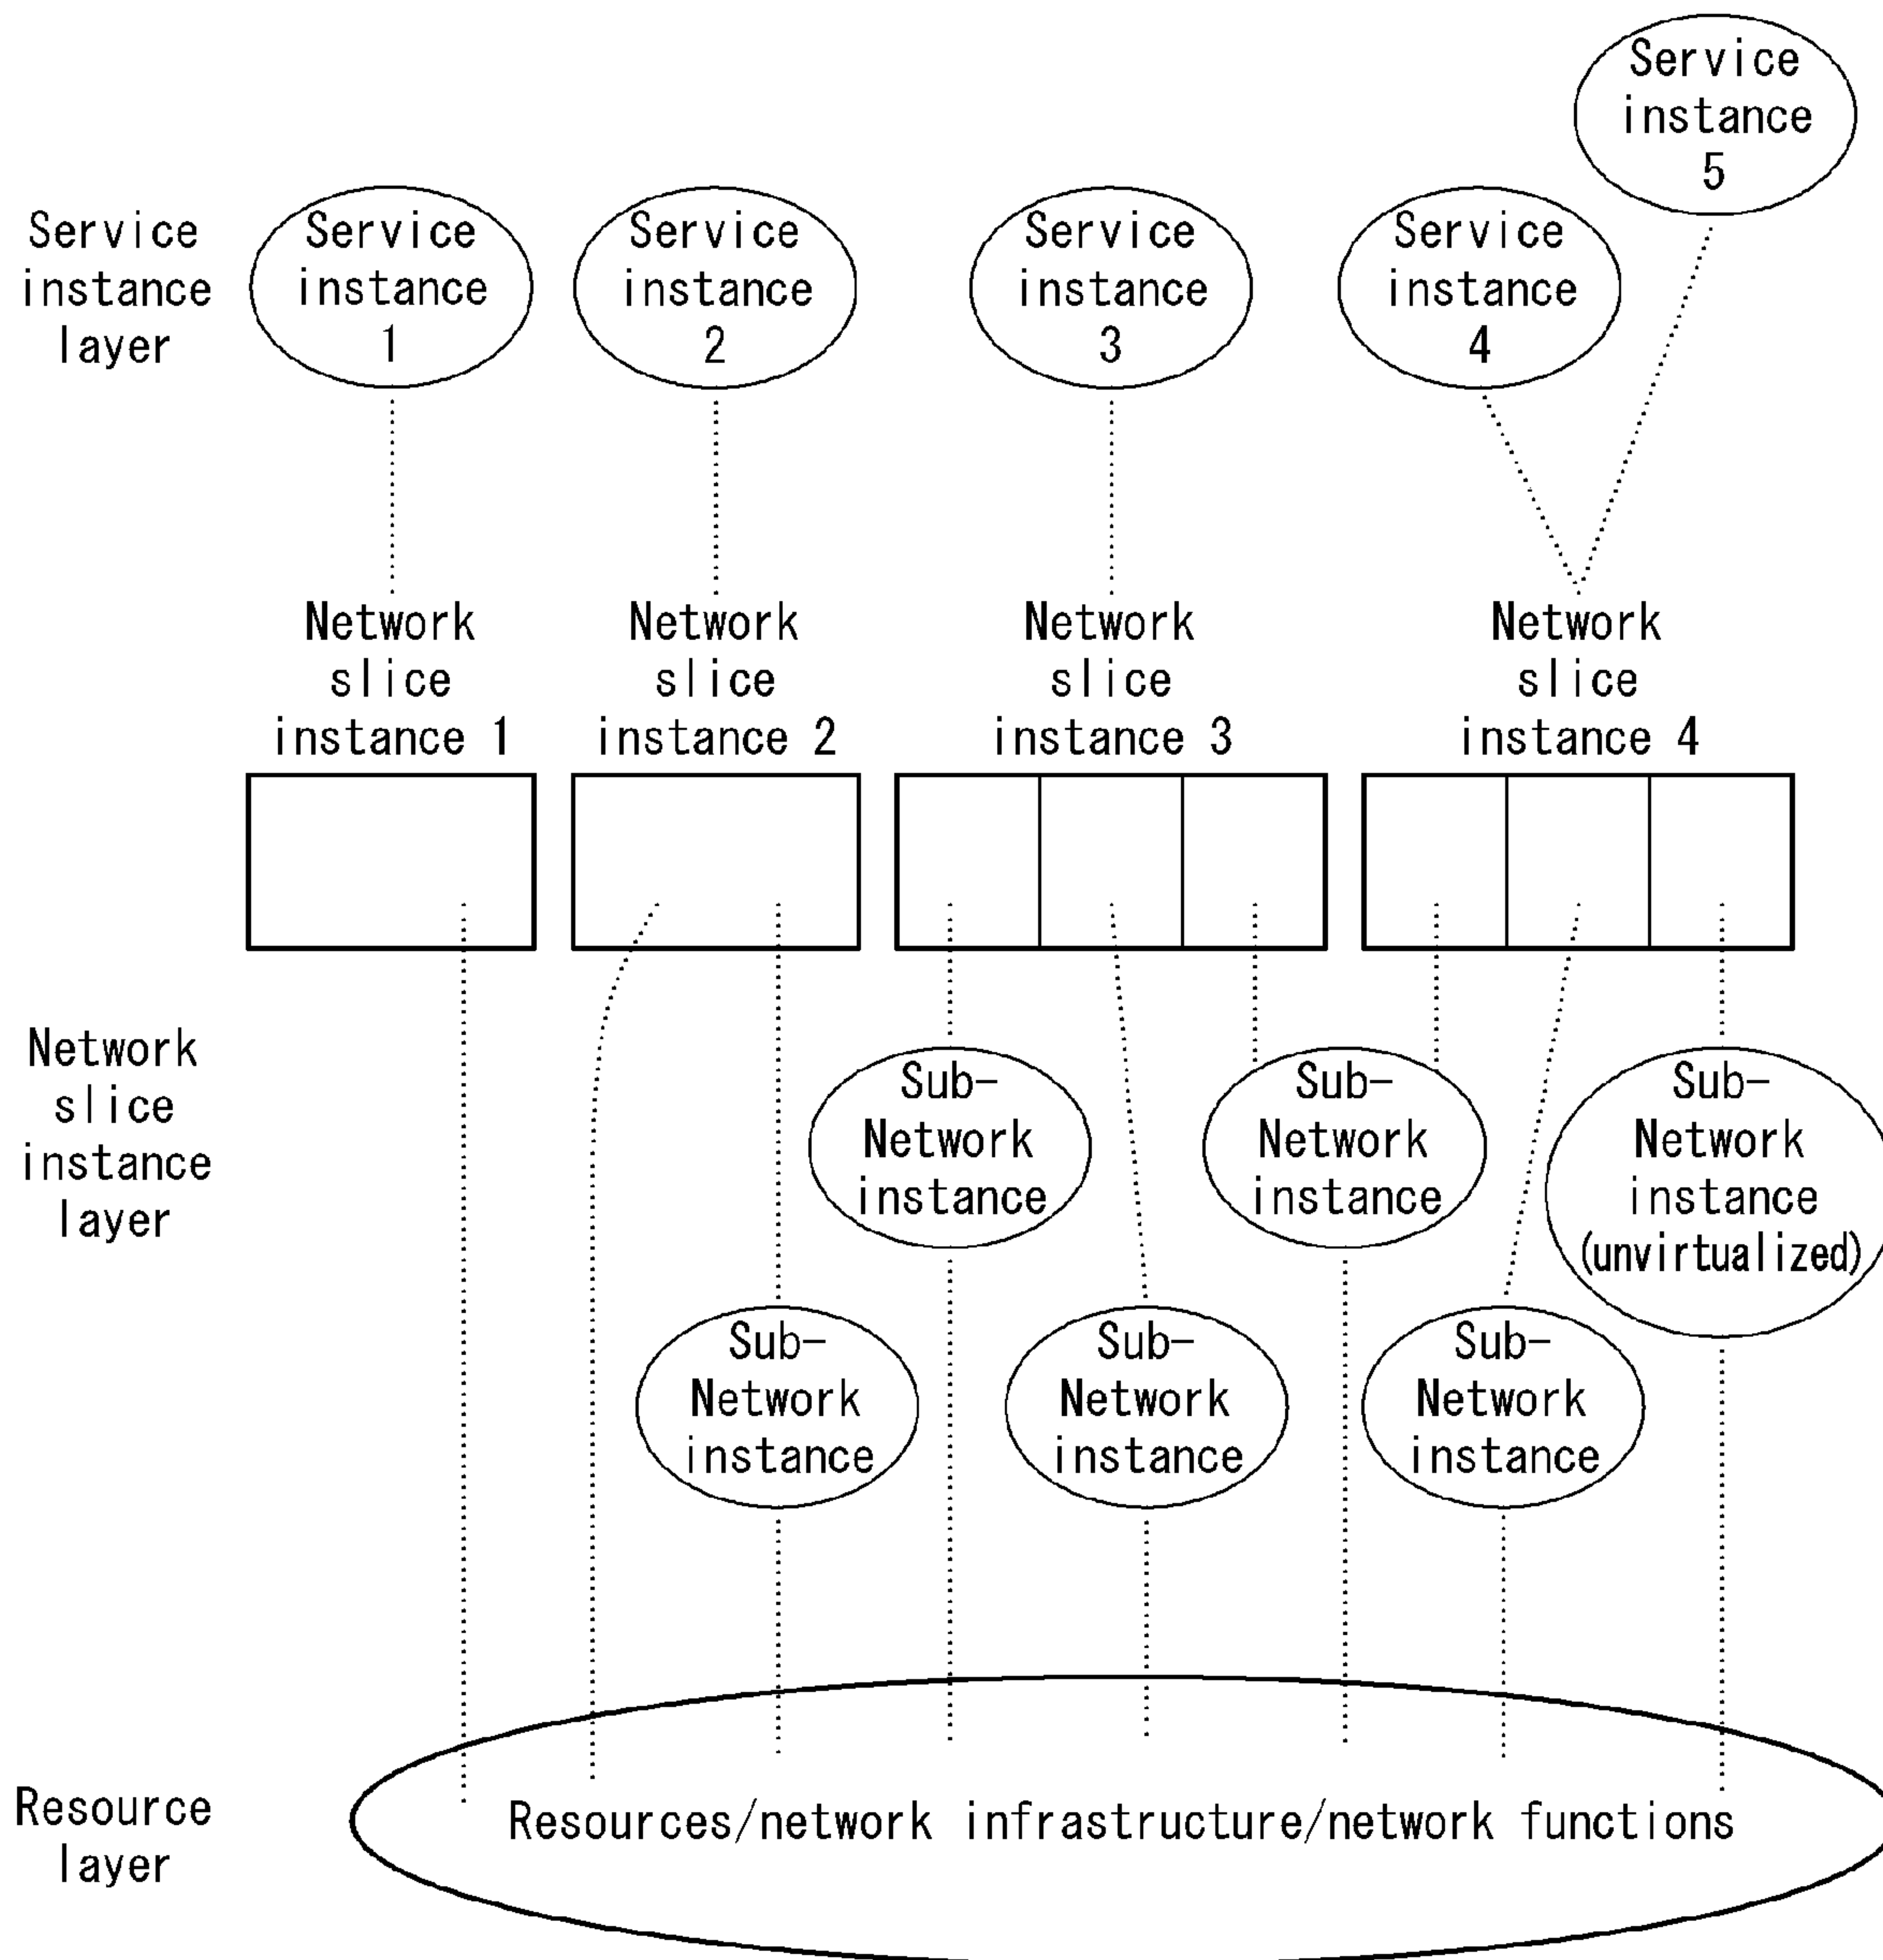 Service
instance
5
Service
instance
layer
Service
instance
1
Service
instance
2
Service
instance
3
Service
instance
4
Network
slice
instance 1
Network
slice
instance 2
Network
slice
instance 3
Network
slice
instance 4
Network
slice
instance
layer
Sub-
Network
instance
Sub-
Network
instance
Sub-
Network
instance
(unvirtualized)
Sub-
Network
instance
Sub-
Network
instance
Sub-
Network
instance
Resource
layer
Resources/network infrastructure/network functions